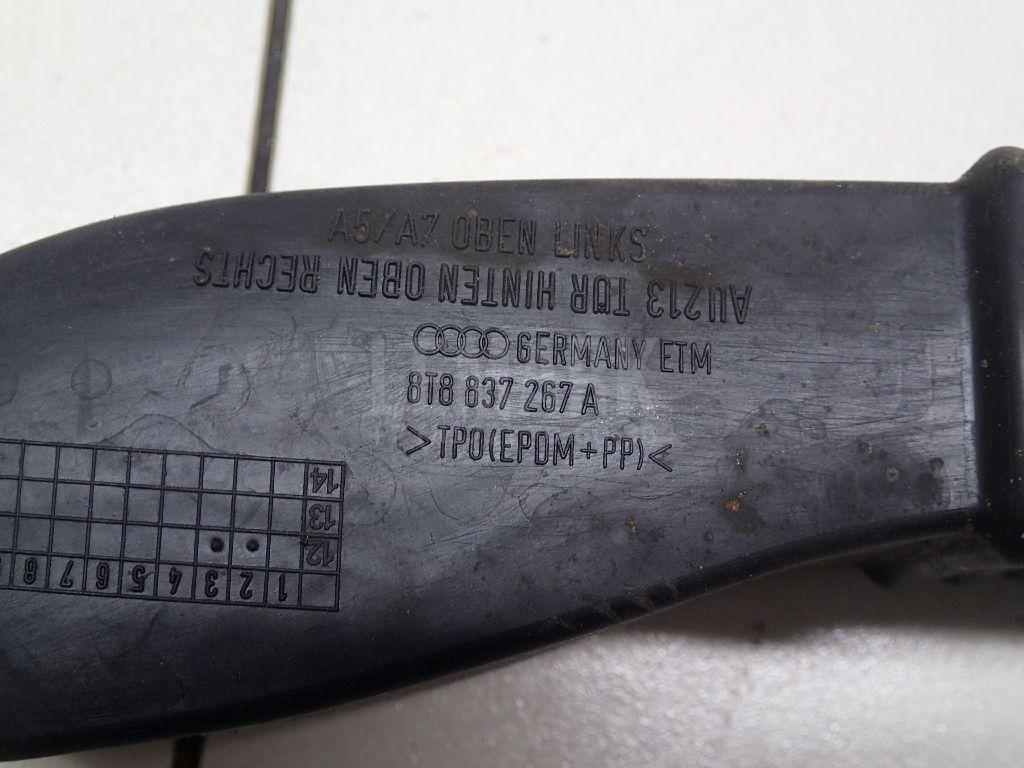 A5/A7 OBEN LINKS
AU213 TÜR HINTEN OBEN RECHTS
GERMANY ETM
8T8 837 267 A
>TPO(EPDM+PP)<
14
13
12
8 7 6 5 4 3 2 1